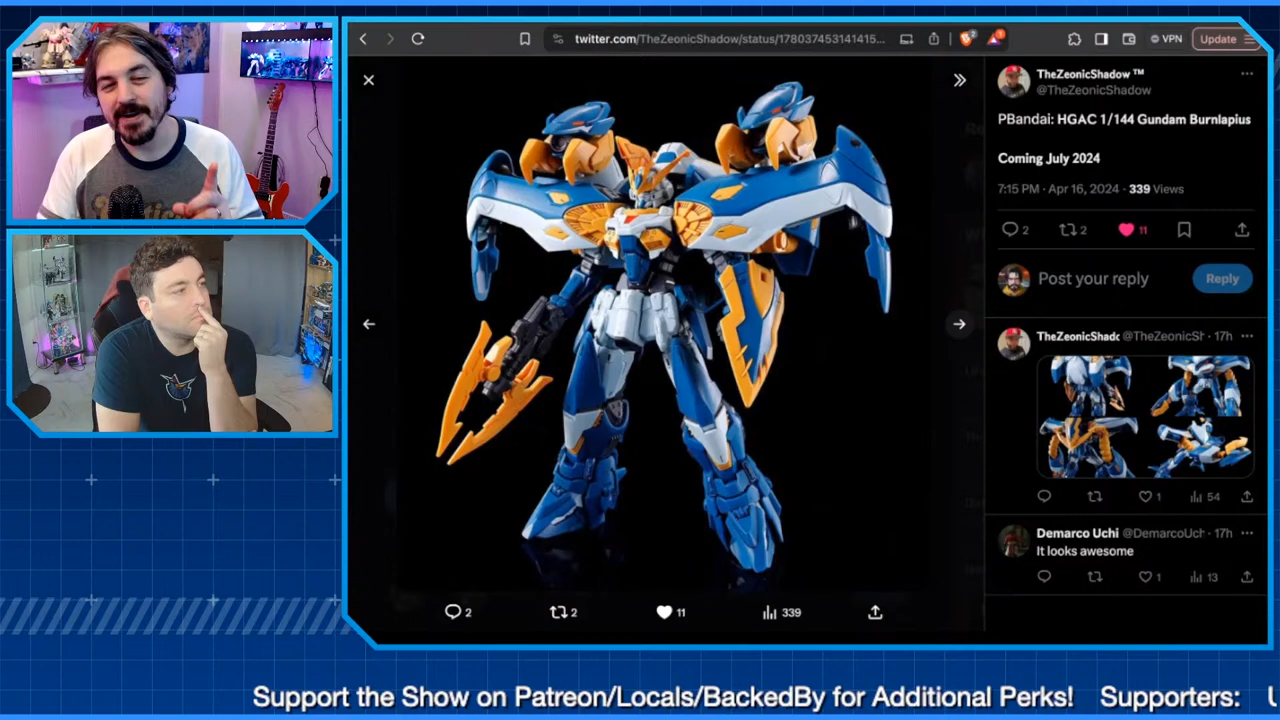 twitter.com/TheZeonicShadow/status/178037453141415...
VPN
Update
TheZeonicShadow ™
@TheZeonicShadow
PBandai: HGAC 1/144 Gundam Burnlapius
Coming July 2024
7:15 PM · Apr 16, 2024 · 339 Views
2 2 11
Post your reply Reply
TheZeonicShadc @TheZeonicSh · 17h
1 54
Demarco Uchi @DemarcoUch · 17h
It looks awesome
1 13
2 2 11 339
Support the Show on Patreon/Locals/BackedBy for Additional Perks! Supporters: